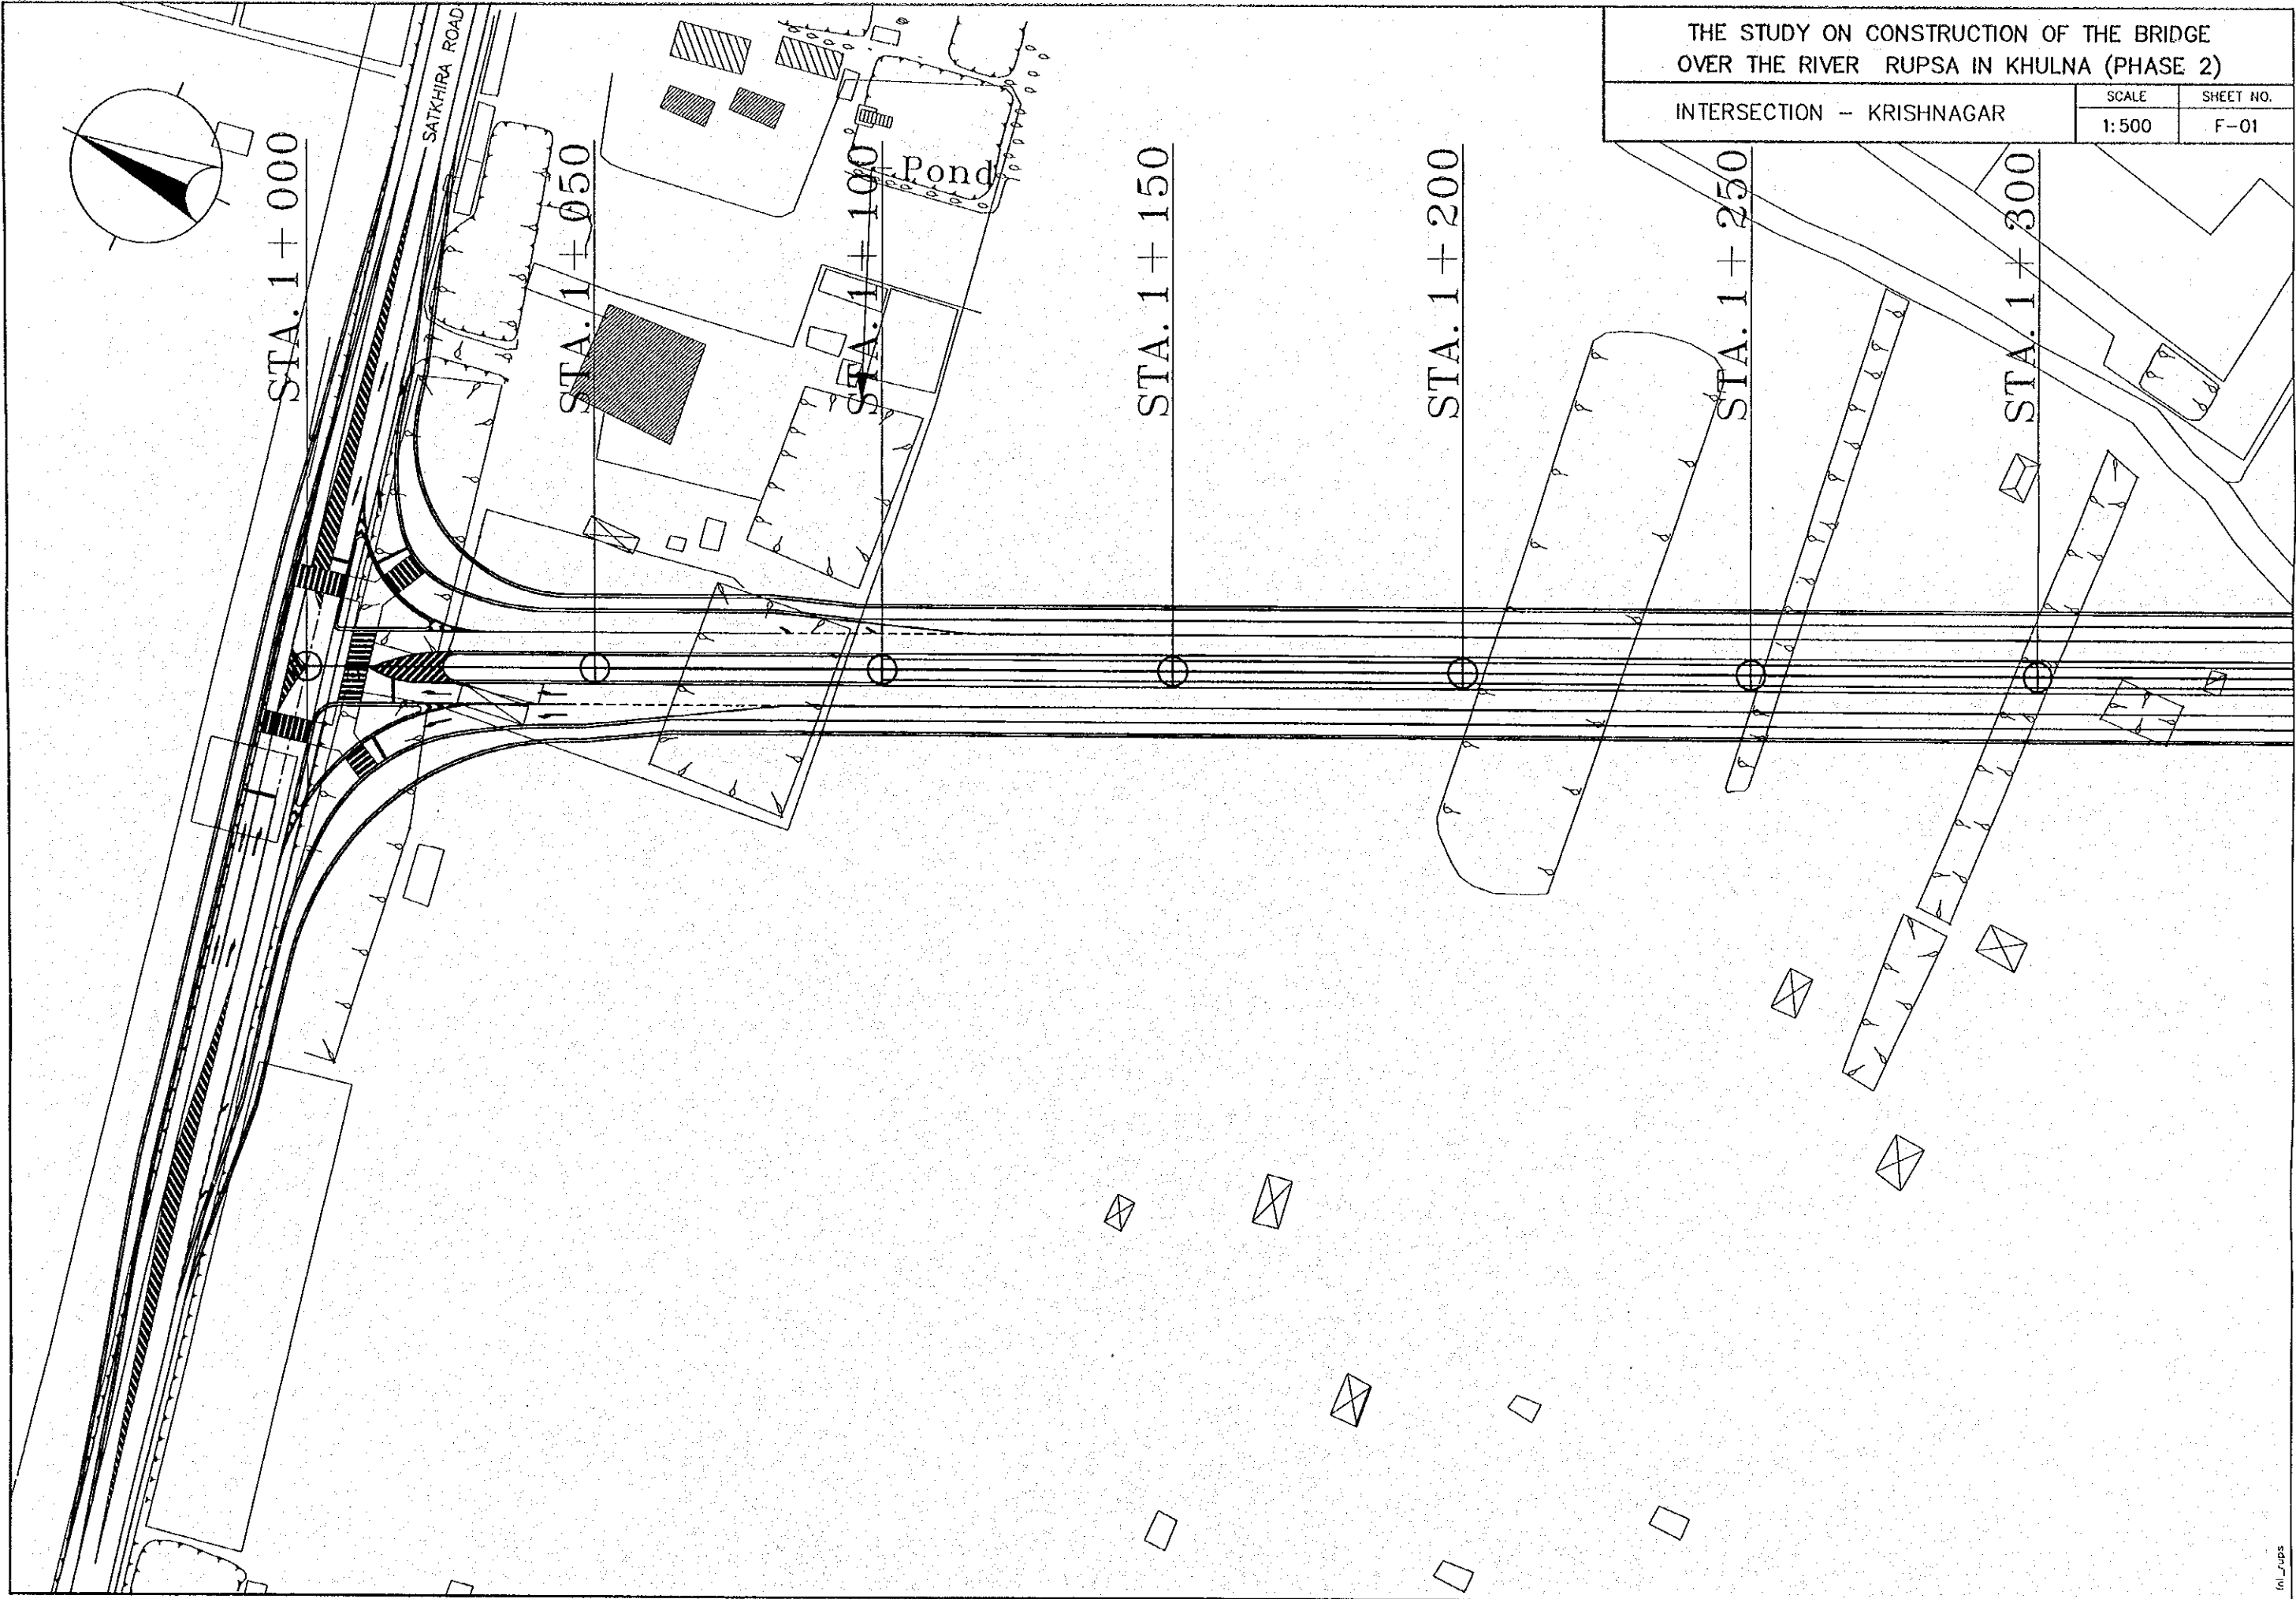 THE STUDY ON CONSTRUCTION OF THE BRIDGE
OVER THE RIVER RUPSA IN KHULNA (PHASE 2)
INTERSECTION - KRISHNAGAR
SCALE
1:500
SHEET NO.
F-01
SATKHIRA ROAD
Pond
STA. 1+000
STA. 1+050
STA. 1+100
STA. 1+150
STA. 1+200
STA. 1+250
STA. 1+300